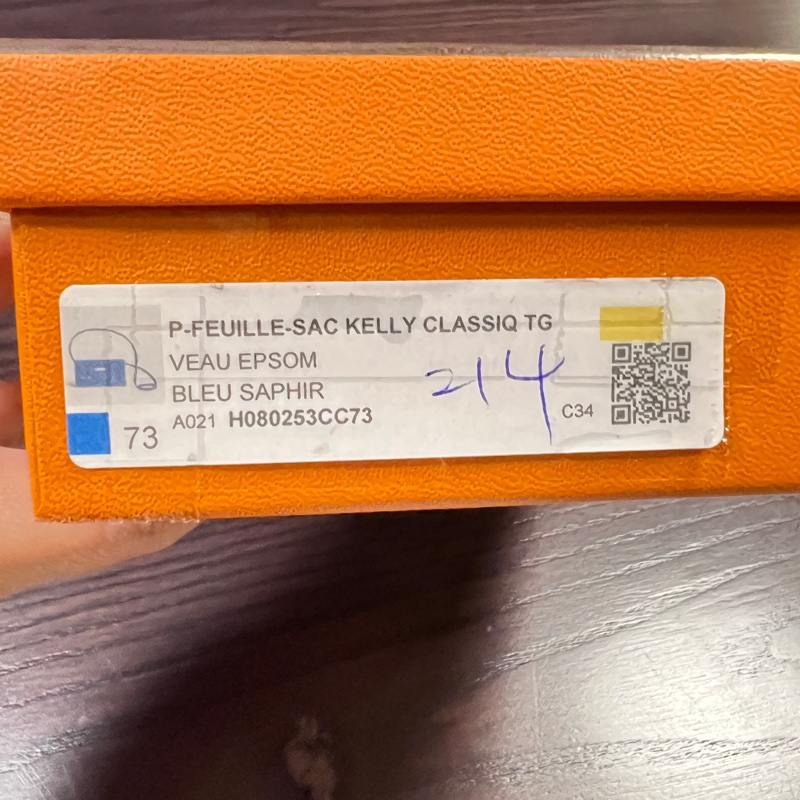 P-FEUILLE-SAC KELLY CLASSIQ TG
VEAU EPSOM
BLEU SAPHIR
214
73
A021 H080253CC73
C34